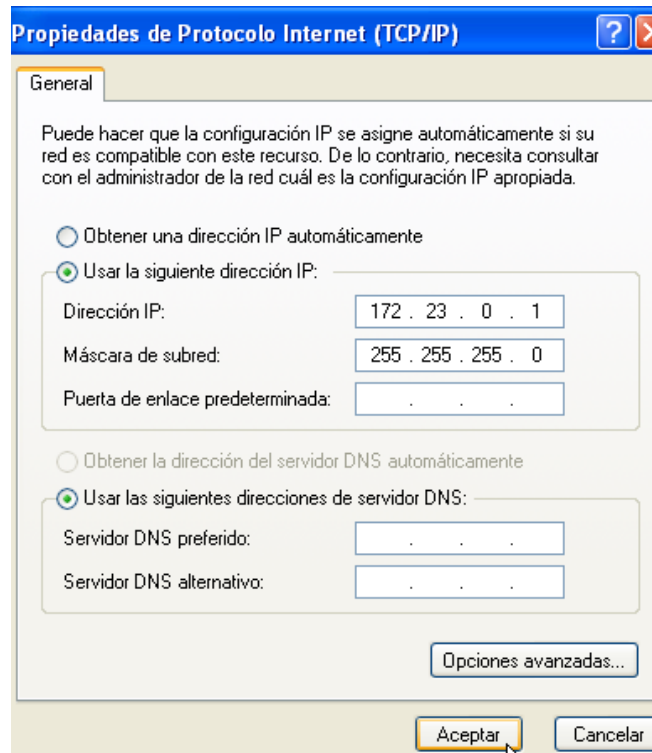 Propiedades de Protocolo Internet (TCP/IP)
General
Puede hacer que la configuración IP se asigne automáticamente si su
red es compatible con este recurso. De lo contrario, necesita consultar
con el administrador de la red cuál es la configuración IP apropiada.
Obtener una dirección IP automáticamente
Usar la siguiente dirección IP:
Dirección IP: 172 . 23 . 0 . 1
Máscara de subred: 255 . 255 . 255 . 0
Puerta de enlace predeterminada: . . .
Obtener la dirección del servidor DNS automáticamente
Usar las siguientes direcciones de servidor DNS:
Servidor DNS preferido: . . .
Servidor DNS alternativo: . . .
Opciones avanzadas...
Aceptar Cancelar